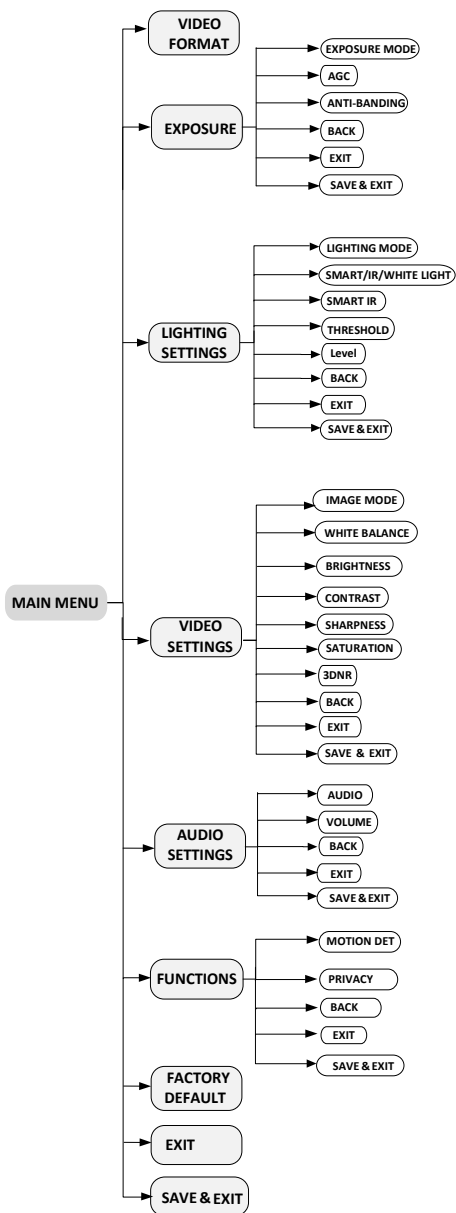 MAIN MENU
VIDEO
FORMAT
EXPOSURE
EXPOSURE MODE
AGC
ANTI-BANDING
BACK
EXIT
SAVE & EXIT
LIGHTING
SETTINGS
LIGHTING MODE
SMART/IR/WHITE LIGHT
SMART IR
THRESHOLD
Level
BACK
EXIT
SAVE & EXIT
VIDEO
SETTINGS
IMAGE MODE
WHITE BALANCE
BRIGHTNESS
CONTRAST
SHARPNESS
SATURATION
3DNR
BACK
EXIT
SAVE & EXIT
AUDIO
SETTINGS
AUDIO
VOLUME
BACK
EXIT
SAVE & EXIT
FUNCTIONS
MOTION DET
PRIVACY
BACK
EXIT
SAVE & EXIT
FACTORY
DEFAULT
EXIT
SAVE & EXIT